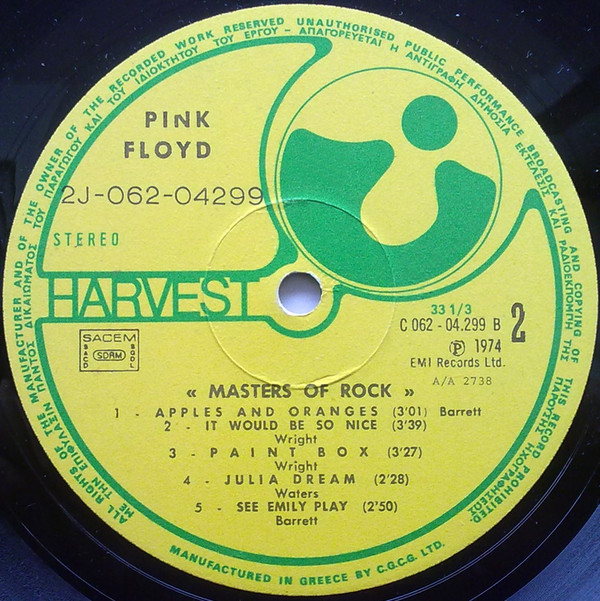 ALL RIGHTS OF THE MANUFACTURER AND OF THE OWNER OF THE RECORDED WORK RESERVED UNAUTHORISED PUBLIC PERFORMANCE BROADCASTING AND COPYING OF THIS RECORD PROHIBITED.
ΜΕ ΤΗΝ ΕΠΙΦΥΛΑΞΙΝ ΠΑΝΤΟΣ ΔΙΚΑΙΩΜΑΤΟΣ ΤΟΥ ΠΑΡΑΓΩΓΟΥ ΚΑΙ ΤΟΥ ΙΔΙΟΚΤΗΤΟΥ ΤΟΥ ΕΡΓΟΥ - ΑΠΑΓΟΡΕΥΕΤΑΙ Η ΑΝΤΙΓΡΑΦΗ ΔΗΜΟΣΙΑ ΕΚΤΕΛΕΣΙΣ ΚΑΙ ΡΑΔΙΟΕΚΠΟΜΠΗ ΤΗΣ ΠΑΡΟΥΣΗΣ ΗΧΟΓΡΑΦΗΣΕΩΣ
PINK
FLOYD
2J-062-04299
STEREO
HARVEST
33 1/3
C 062 - 04.299 B 2
SACEM
SACD SDRM BGDL
℗ 1974
EMI Records Ltd.
A/A 2738
« MASTERS OF ROCK »
1 - APPLES AND ORANGES (3'01) Barrett
2 - IT WOULD BE SO NICE (3'39)
Wright
3 - PAINT BOX (3'27)
Wright
4 - JULIA DREAM (2'28)
Waters
5 - SEE EMILY PLAY (2'50)
Barrett
MANUFACTURED IN GREECE BY C.G.C.G. LTD.